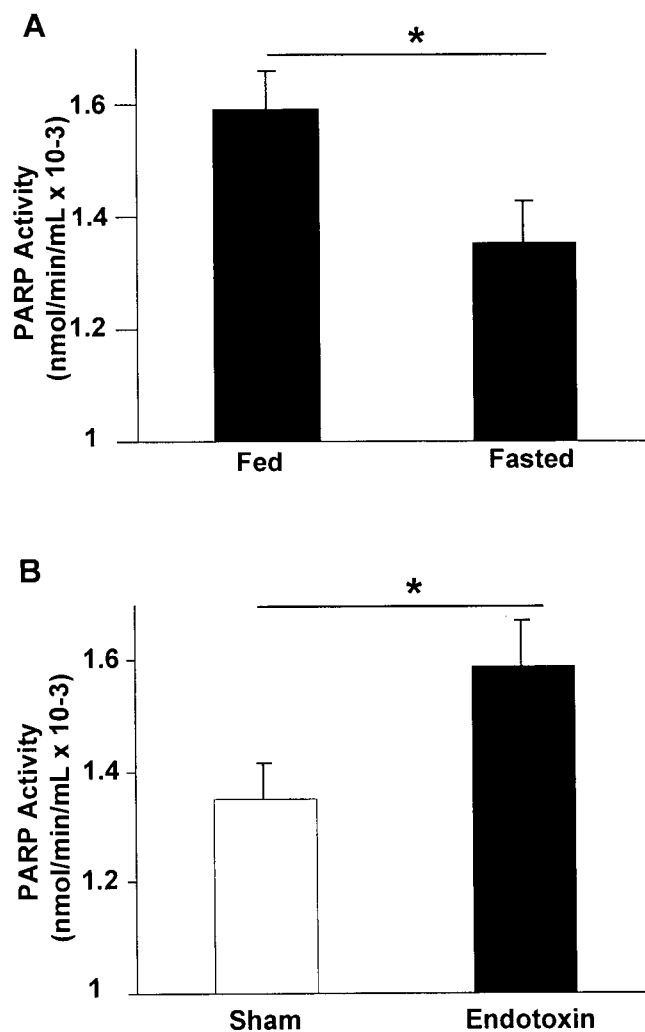 A
*
1.6
1.4
1.2
1
PARP Activity
(nmol/min/mL x 10-3)
Fed
Fasted
B
*
1.6
1.4
1.2
1
PARP Activity
(nmol/min/mL x 10-3)
Sham
Endotoxin